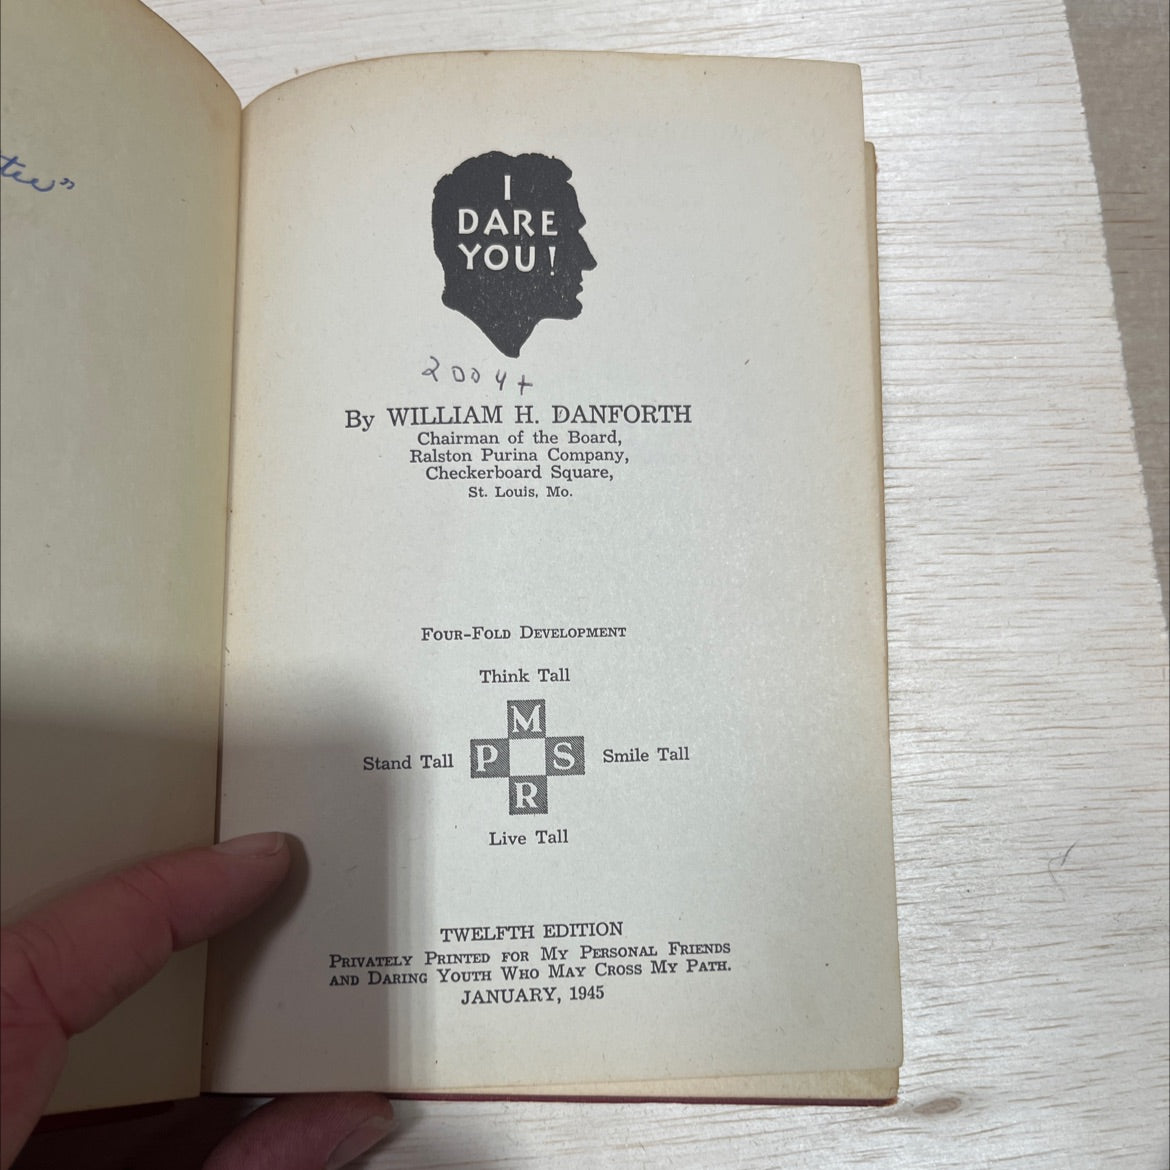 I
DARE
YOU!
2004+
By WILLIAM H. DANFORTH
Chairman of the Board,
Ralston Purina Company,
Checkerboard Square,
St. Louis, Mo.
FOUR-FOLD DEVELOPMENT
Think Tall
M
Stand Tall P S Smile Tall
R
Live Tall
TWELFTH EDITION
PRIVATELY PRINTED FOR MY PERSONAL FRIENDS
AND DARING YOUTH WHO MAY CROSS MY PATH.
JANUARY, 1945